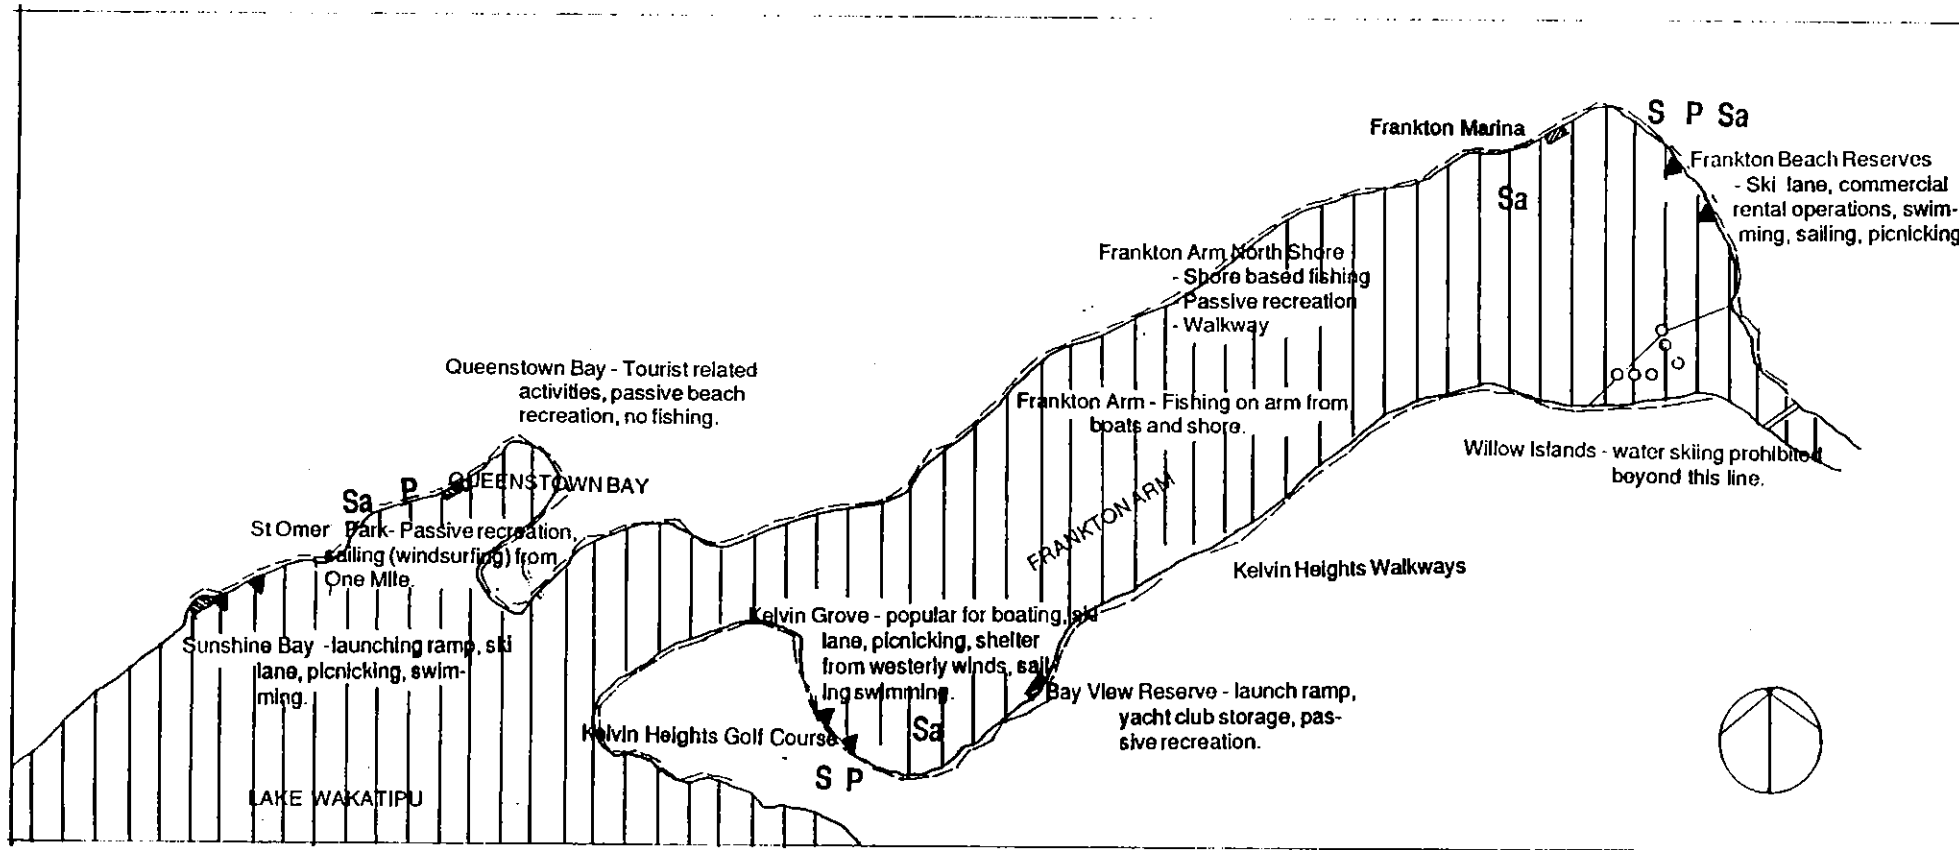 S P Sa
Frankton Marina
Frankton Beach Reserves
- Ski lane, commercial
rental operations, swim-
ming, sailing, picnicking
Sa
Frankton Arm North Shore
- Shore based fishing
- Passive recreation
- Walkway
Queenstown Bay - Tourist related
activities, passive beach
recreation, no fishing.
Frankton Arm - Fishing on arm from
boats and shore.
Willow Islands - water skiing prohibited
beyond this line.
Sa P
QUEENSTOWN BAY
St Omer Park - Passive recreation,
sailing (windsurfing) from
One Mile.
FRANKTON ARM
Kelvin Heights Walkways
Sunshine Bay - launching ramp, ski
lane, picnicking, swim-
ming.
Kelvin Grove - popular for boating, ski
lane, picnicking, shelter
from westerly winds, sail-
ing swimming.
Bay View Reserve - launch ramp,
yacht club storage, pas-
sive recreation.
Sa
Kelvin Heights Golf Course
S P
LAKE WAKATIPU